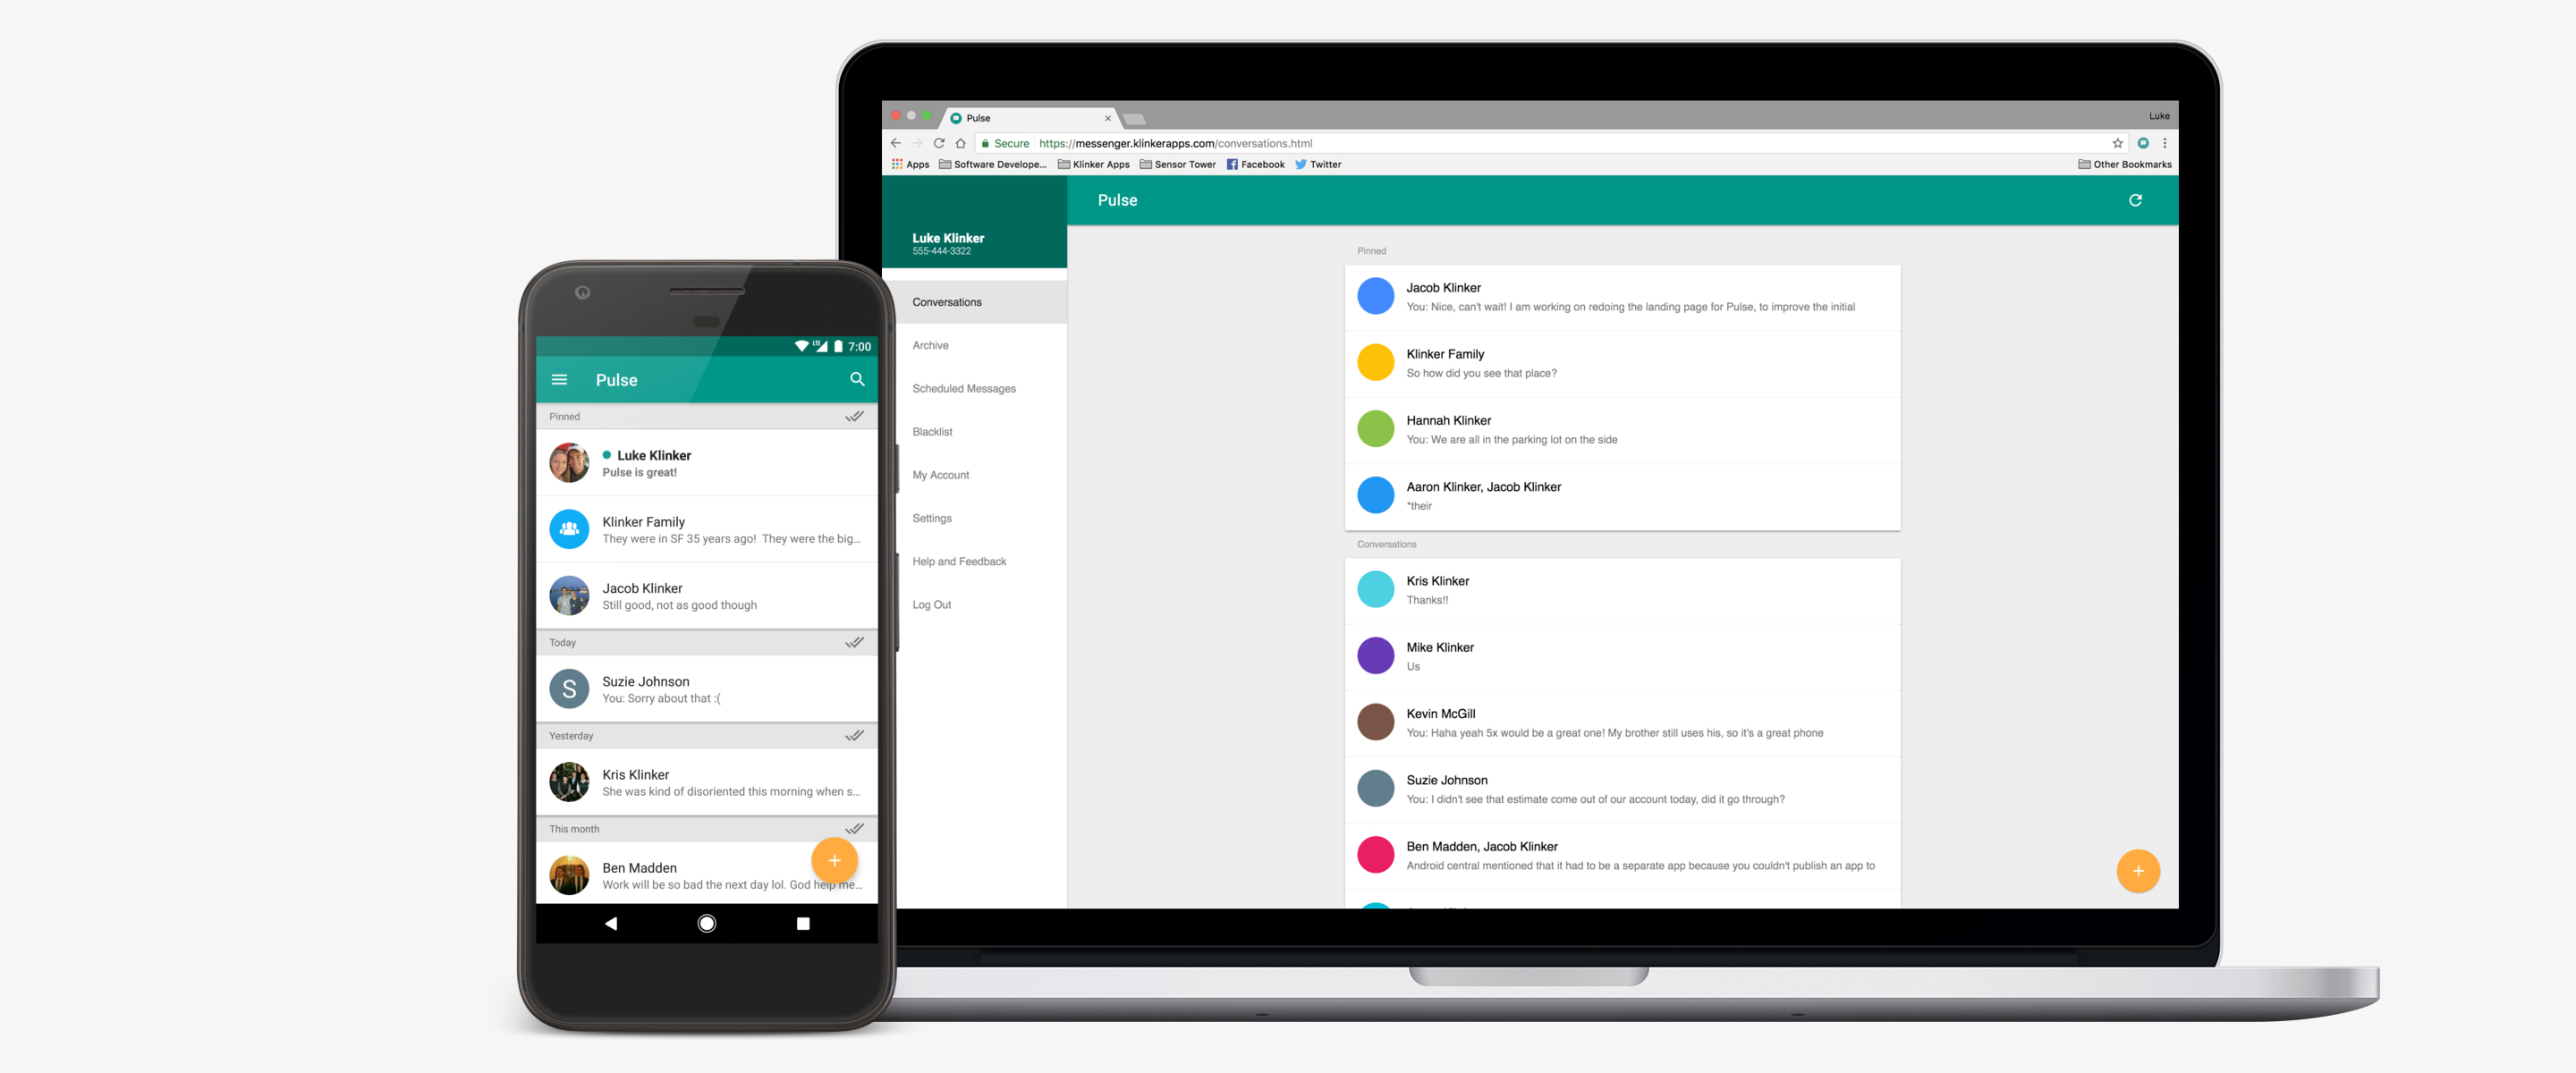 LTE 7:00
Pulse
Pinned
Luke Klinker
Pulse is great!
Klinker Family
They were in SF 35 years ago!  They were the big...
Jacob Klinker
Still good, not as good though
Today
S
Suzie Johnson
You: Sorry about that :(
Yesterday
Kris Klinker
She was kind of disoriented this morning when s...
This month
Ben Madden
Work will be so bad the next day lol. God help me...
Pulse
Luke
Secure https://messenger.klinkerapps.com/conversations.html
Apps Software Develope... Klinker Apps Sensor Tower Facebook Twitter Other Bookmarks
Luke Klinker
555-444-3322
Conversations
Archive
Scheduled Messages
Blacklist
My Account
Settings
Help and Feedback
Log Out
Pulse
Pinned
Jacob Klinker
You: Nice, can't wait! I am working on redoing the landing page for Pulse, to improve the initial
Klinker Family
So how did you see that place?
Hannah Klinker
You: We are all in the parking lot on the side
Aaron Klinker, Jacob Klinker
*their
Conversations
Kris Klinker
Thanks!!
Mike Klinker
Us
Kevin McGill
You: Haha yeah 5x would be a great one! My brother still uses his, so it's a great phone
Suzie Johnson
You: I didn't see that estimate come out of our account today, did it go through?
Ben Madden, Jacob Klinker
Android central mentioned that it had to be a separate app because you couldn't publish an app to